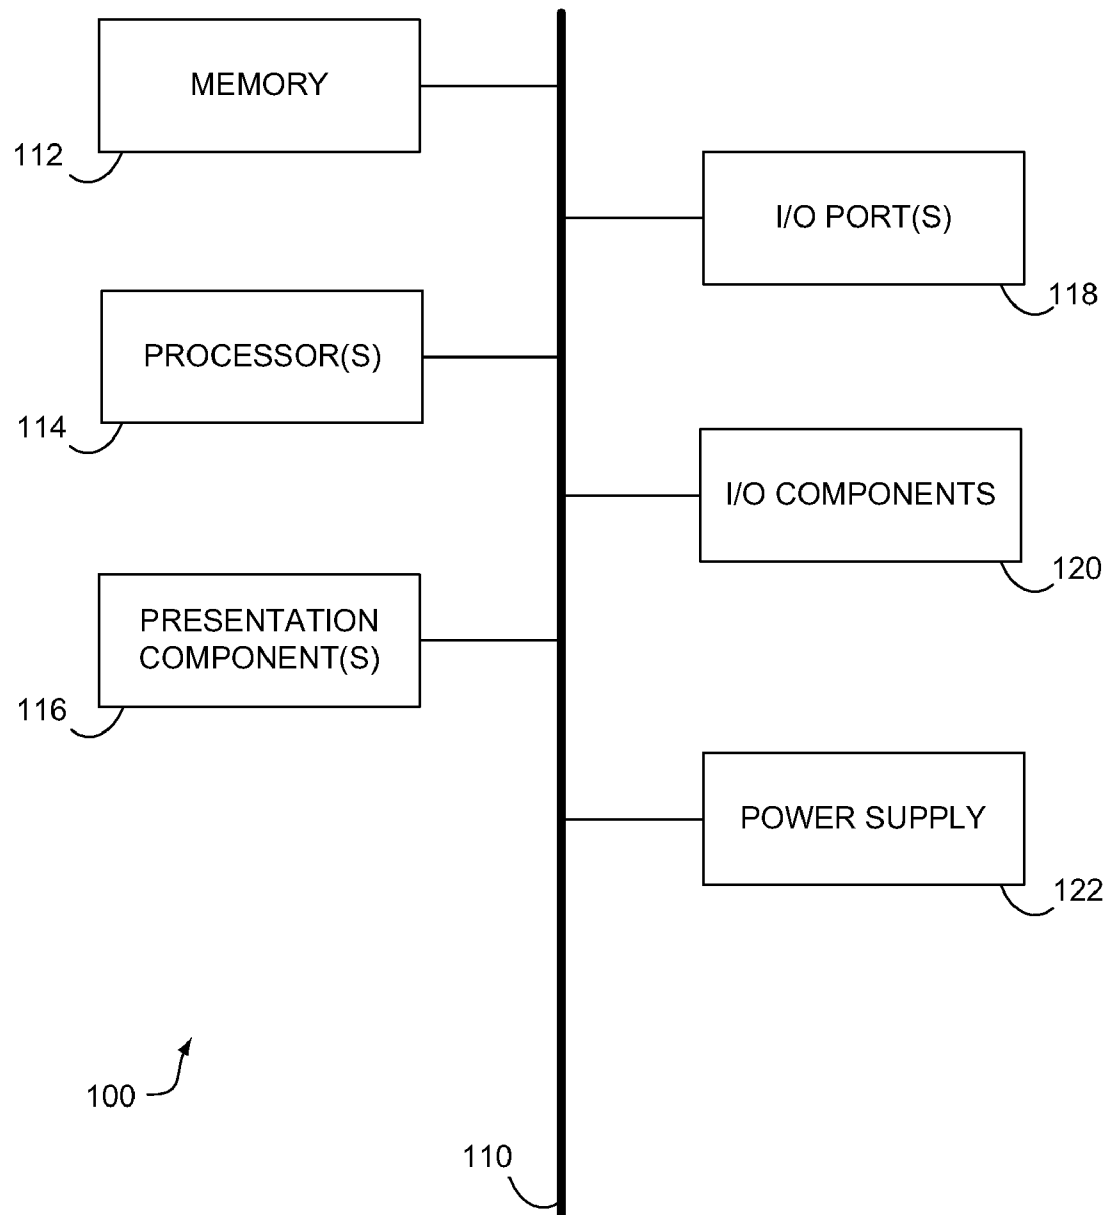 MEMORY
112
I/O PORT(S)
118
PROCESSOR(S)
114
I/O COMPONENTS
120
PRESENTATION
COMPONENT(S)
116
POWER SUPPLY
122
100
110